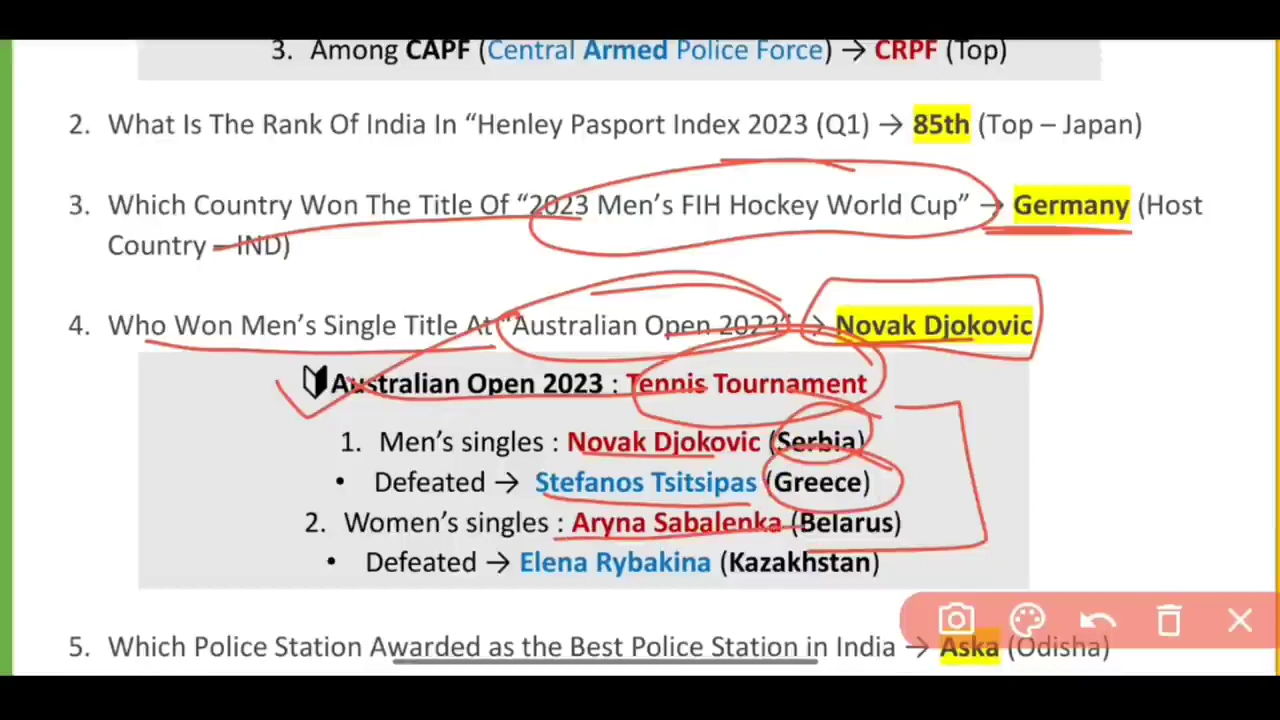 3. Among CAPF (Central Armed Police Force) → CRPF (Top)
2. What Is The Rank Of India In “Henley Pasport Index 2023 (Q1) → 85th (Top – Japan)
3. Which Country Won The Title Of “2023 Men’s FIH Hockey World Cup” → Germany (Host
Country – IND)
4. Who Won Men’s Single Title At “Australian Open 2023” → Novak Djokovic
Australian Open 2023 : Tennis Tournament
1. Men’s singles : Novak Djokovic (Serbia)
• Defeated → Stefanos Tsitsipas (Greece)
2. Women’s singles : Aryna Sabalenka (Belarus)
• Defeated → Elena Rybakina (Kazakhstan)
5. Which Police Station Awarded as the Best Police Station in India → Aska (Odisha)